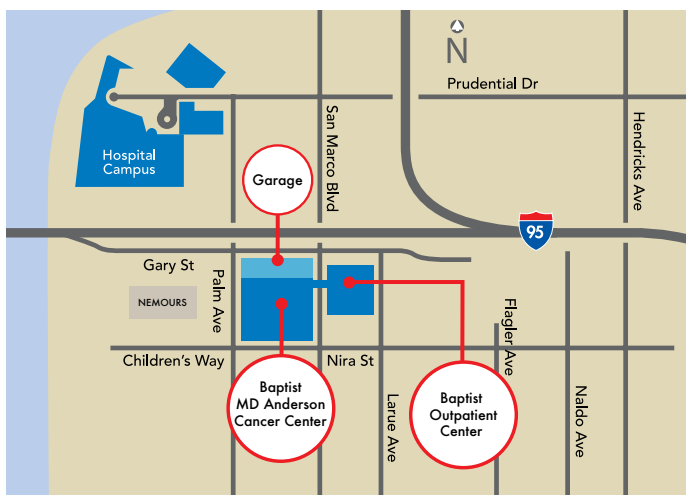 N
Prudential Dr
San Marco Blvd
Hendricks Ave
Hospital
Campus
Garage
95
Gary St
Palm Ave
NEMOURS
Flagler Ave
Children's Way
Nira St
Baptist
MD Anderson
Cancer Center
Larue Ave
Baptist
Outpatient
Center
Naldo Ave